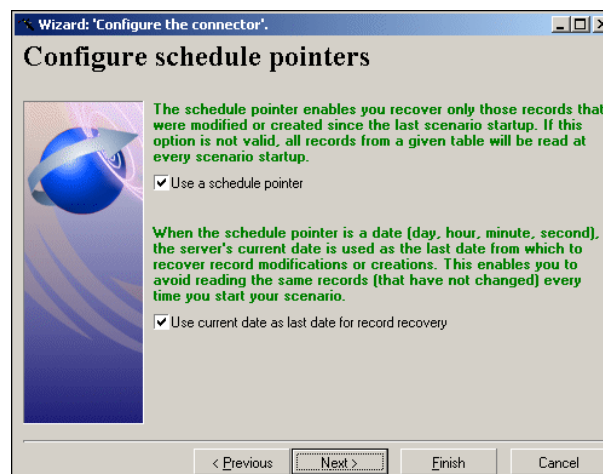 Wizard: 'Configure the connector'.
Configure schedule pointers
The schedule pointer enables you recover only those records that
were modified or created since the last scenario startup. If this
option is not valid, all records from a given table will be read at
every scenario startup.
Use a schedule pointer
When the schedule pointer is a date (day, hour, minute, second),
the server's current date is used as the last date from which to
recover record modifications or creations. This enables you to
avoid reading the same records (that have not changed) every
time you start your scenario.
Use current date as last date for record recovery
< Previous Next > Finish Cancel